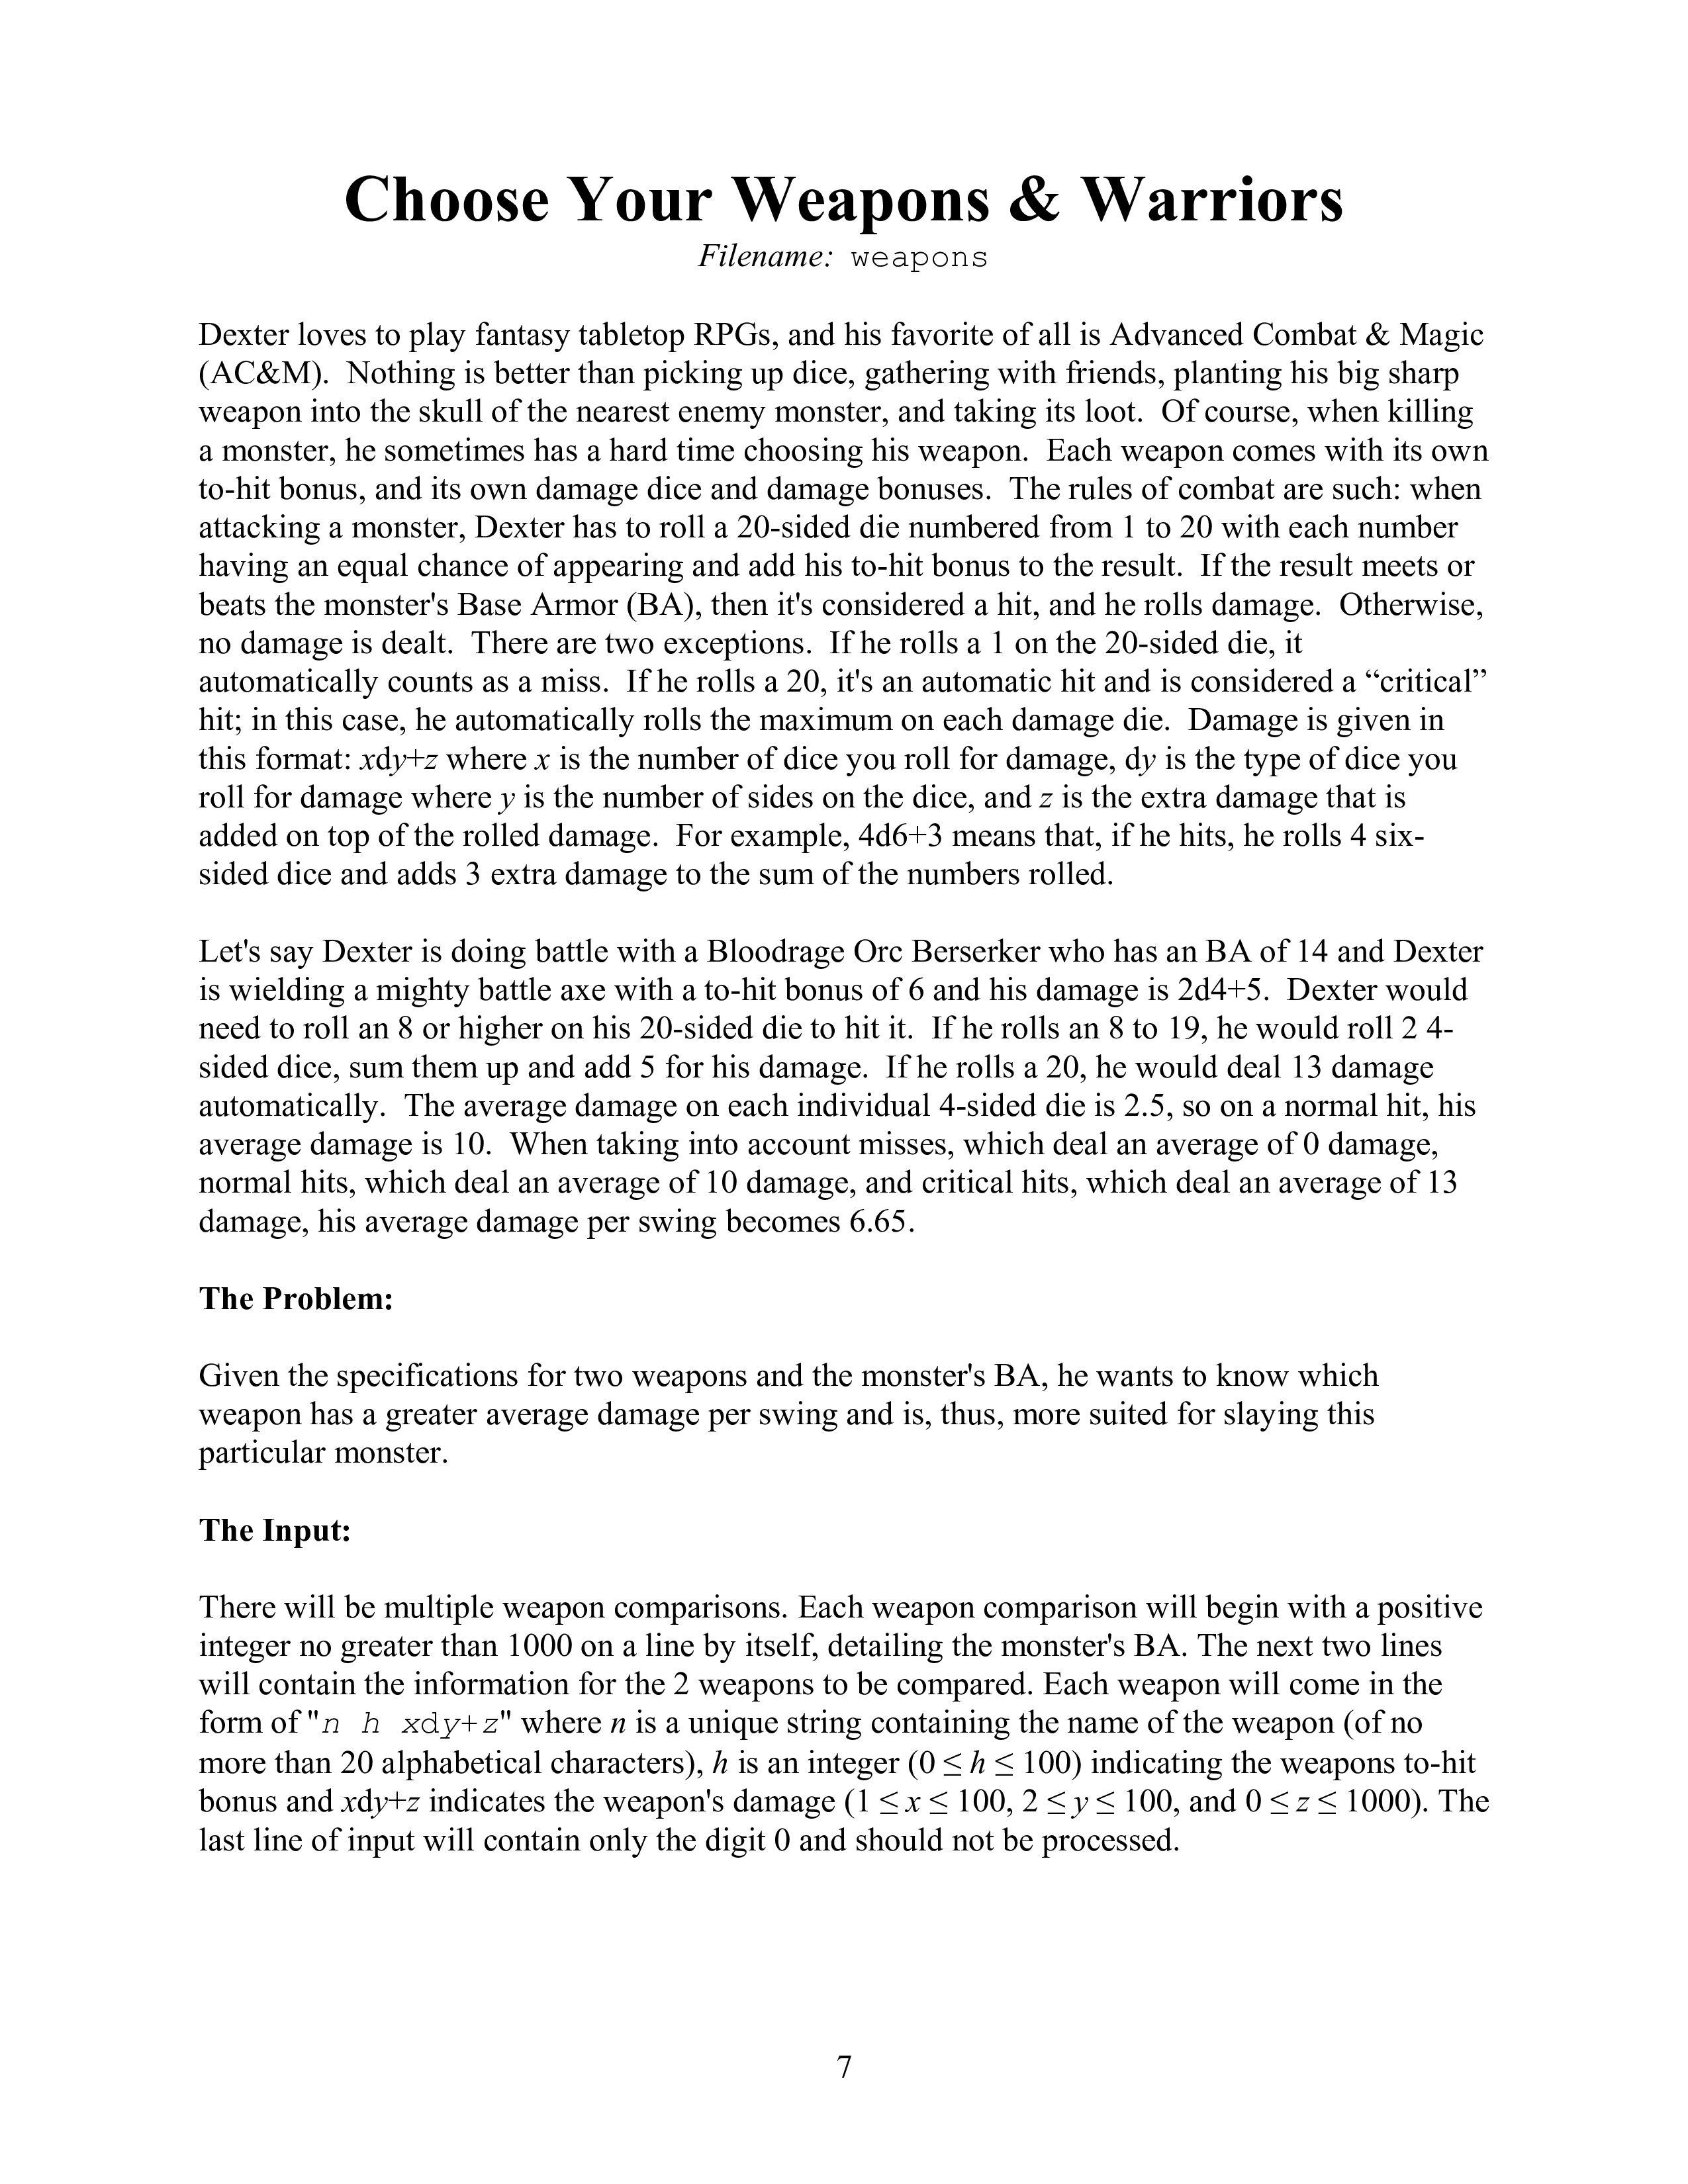 Choose Your Weapons & Warriors
Filename: weapons
Dexter loves to play fantasy tabletop RPGs, and his favorite of all is Advanced Combat & Magic
(AC&M). Nothing is better than picking up dice, gathering with friends, planting his big sharp
weapon into the skull of the nearest enemy monster, and taking its loot. Of course, when killing
a monster, he sometimes has a hard time choosing his weapon. Each weapon comes with its own
to-hit bonus, and its own damage dice and damage bonuses. The rules of combat are such: when
attacking a monster, Dexter has to roll a 20-sided die numbered from 1 to 20 with each number
having an equal chance of appearing and add his to-hit bonus to the result. If the result meets or
beats the monster's Base Armor (BA), then it's considered a hit, and he rolls damage. Otherwise,
no damage is dealt. There are two exceptions. If he rolls a 1 on the 20-sided die, it
automatically counts as a miss. If he rolls a 20, it's an automatic hit and is considered a “critical”
hit; in this case, he automatically rolls the maximum on each damage die. Damage is given in
this format: xdy+z where x is the number of dice you roll for damage, dy is the type of dice you
roll for damage where y is the number of sides on the dice, and z is the extra damage that is
added on top of the rolled damage. For example, 4d6+3 means that, if he hits, he rolls 4 six-
sided dice and adds 3 extra damage to the sum of the numbers rolled.
Let's say Dexter is doing battle with a Bloodrage Orc Berserker who has an BA of 14 and Dexter
is wielding a mighty battle axe with a to-hit bonus of 6 and his damage is 2d4+5. Dexter would
need to roll an 8 or higher on his 20-sided die to hit it. If he rolls an 8 to 19, he would roll 2 4-
sided dice, sum them up and add 5 for his damage. If he rolls a 20, he would deal 13 damage
automatically. The average damage on each individual 4-sided die is 2.5, so on a normal hit, his
average damage is 10. When taking into account misses, which deal an average of 0 damage,
normal hits, which deal an average of 10 damage, and critical hits, which deal an average of 13
damage, his average damage per swing becomes 6.65.
The Problem:
Given the specifications for two weapons and the monster's BA, he wants to know which
weapon has a greater average damage per swing and is, thus, more suited for slaying this
particular monster.
The Input:
There will be multiple weapon comparisons. Each weapon comparison will begin with a positive
integer no greater than 1000 on a line by itself, detailing the monster's BA. The next two lines
will contain the information for the 2 weapons to be compared. Each weapon will come in the
form of "n h xdy+z" where n is a unique string containing the name of the weapon (of no
more than 20 alphabetical characters), h is an integer (0 ≤ h ≤ 100) indicating the weapons to-hit
bonus and xdy+z indicates the weapon's damage (1 ≤ x ≤ 100, 2 ≤ y ≤ 100, and 0 ≤ z ≤ 1000). The
last line of input will contain only the digit 0 and should not be processed.
7